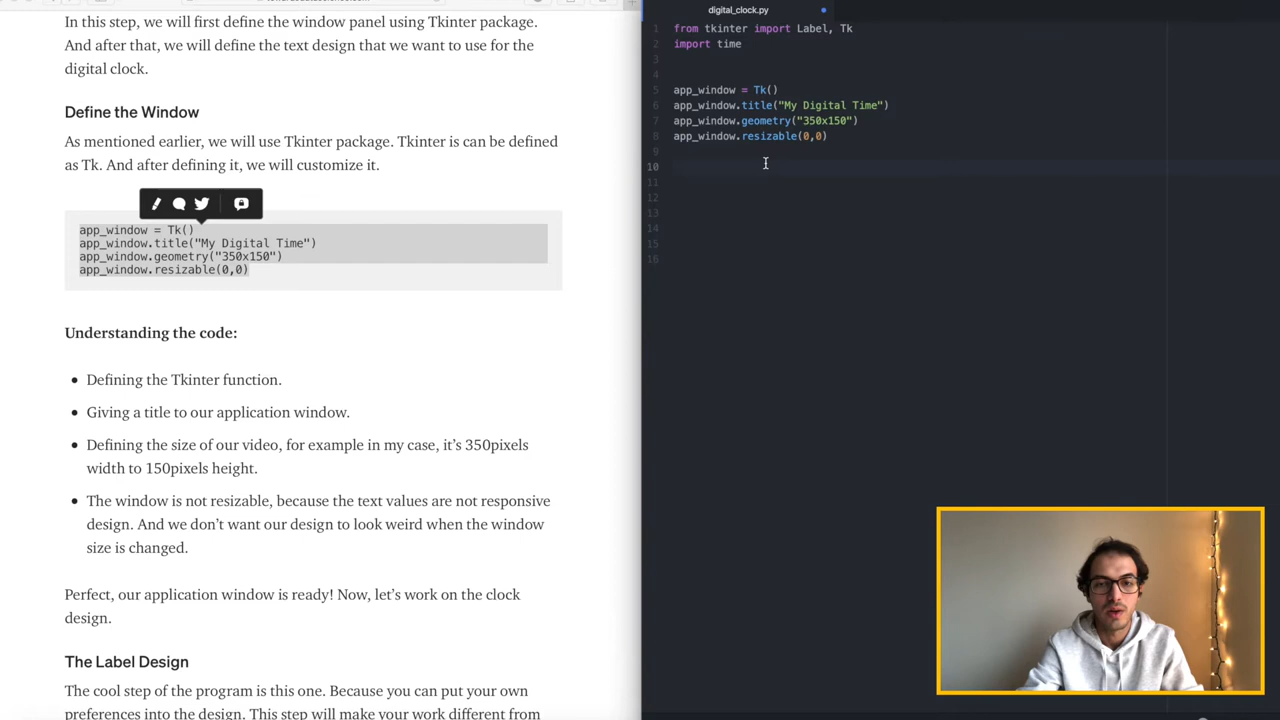 In this step, we will first define the window panel using Tkinter package.
And after that, we will define the text design that we want to use for the
digital clock.
Define the Window
As mentioned earlier, we will use Tkinter package. Tkinter is can be defined
as Tk. And after defining it, we will customize it.
app_window = Tk()
app_window.title("My Digital Time")
app_window.geometry("350x150")
app_window.resizable(0,0)
Understanding the code:
Defining the Tkinter function.
Giving a title to our application window.
Defining the size of our video, for example in my case, it's 350pixels
width to 150pixels height.
The window is not resizable, because the text values are not responsive
design. And we don't want our design to look weird when the window
size is changed.
Perfect, our application window is ready! Now, let's work on the clock
design.
The Label Design
The cool step of the program is this one. Because you can put your own
preferences into the design. This step will make your work different from
digital_clock.py
1 from tkinter import Label, Tk
2 import time
3
4
5 app_window = Tk()
6 app_window.title("My Digital Time")
7 app_window.geometry("350x150")
8 app_window.resizable(0,0)
9
10
11
12
13
14
15
16